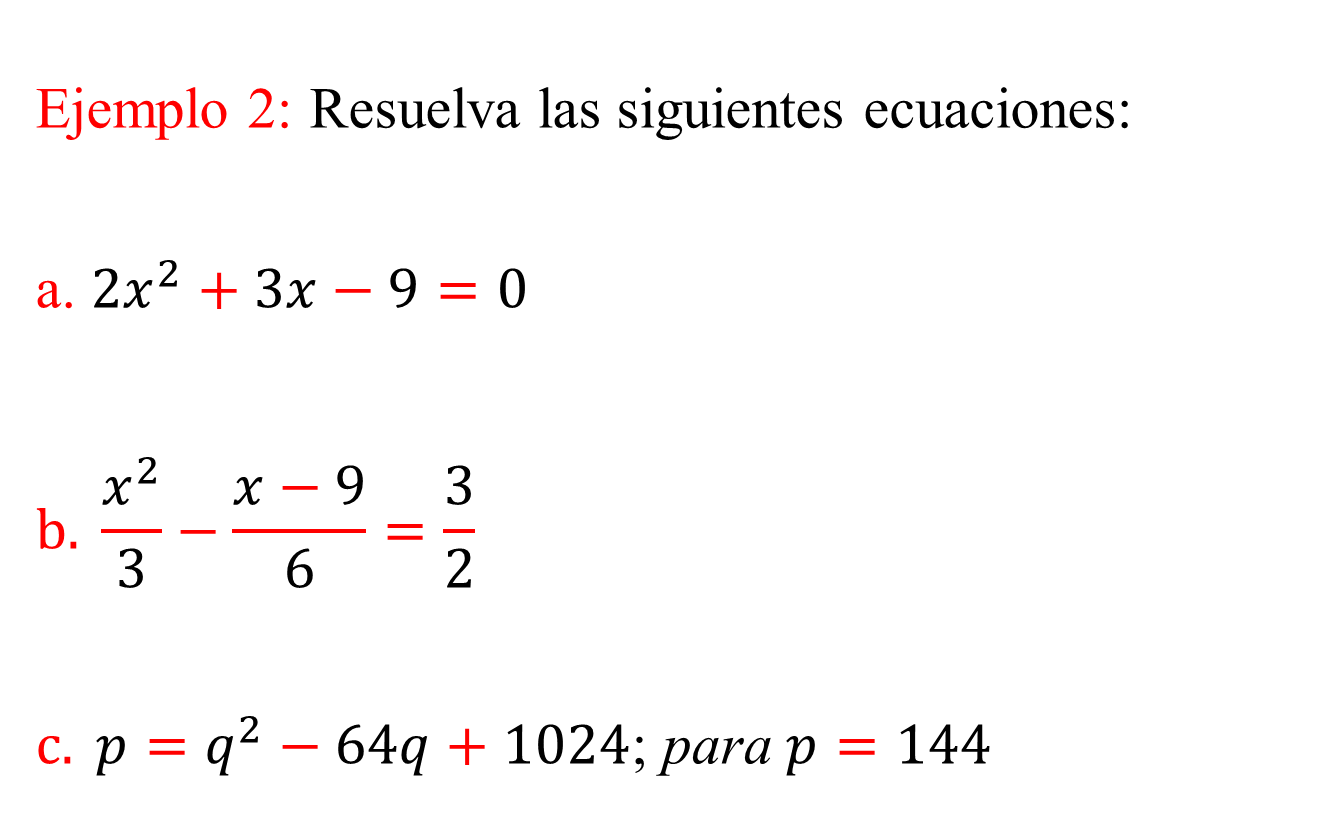 Ejemplo 2: Resuelva las siguientes ecuaciones:
a. 2x² + 3x − 9 = 0
b. x²/3 − (x − 9)/6 = 3/2
c. p = q² − 64q + 1024; para p = 144